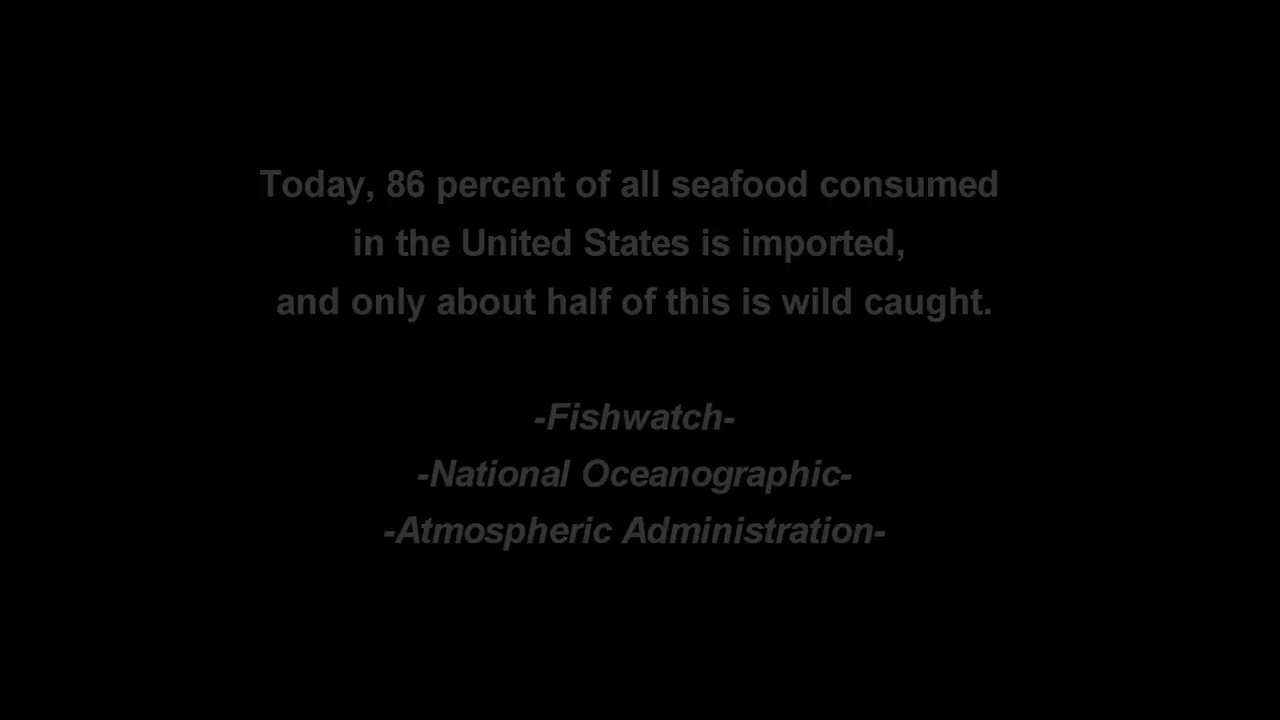 Today, 86 percent of all seafood consumed
in the United States is imported,
and only about half of this is wild caught.
-Fishwatch-
-National Oceanographic-
-Atmospheric Administration-